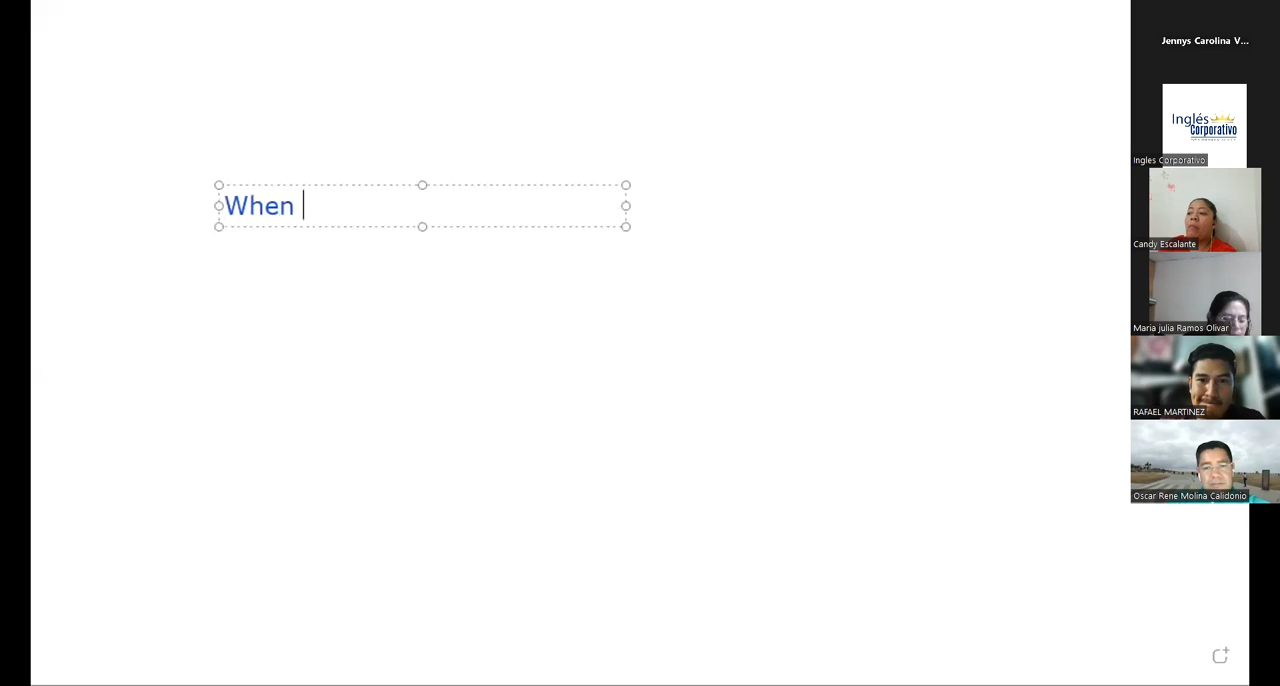 When
Jennys Carolina V...
Inglés
Corporativo
Ingles Corporativo
Candy Escalante
Maria julia Ramos Olivar
RAFAEL MARTINEZ
Oscar Rene Molina Calidonio